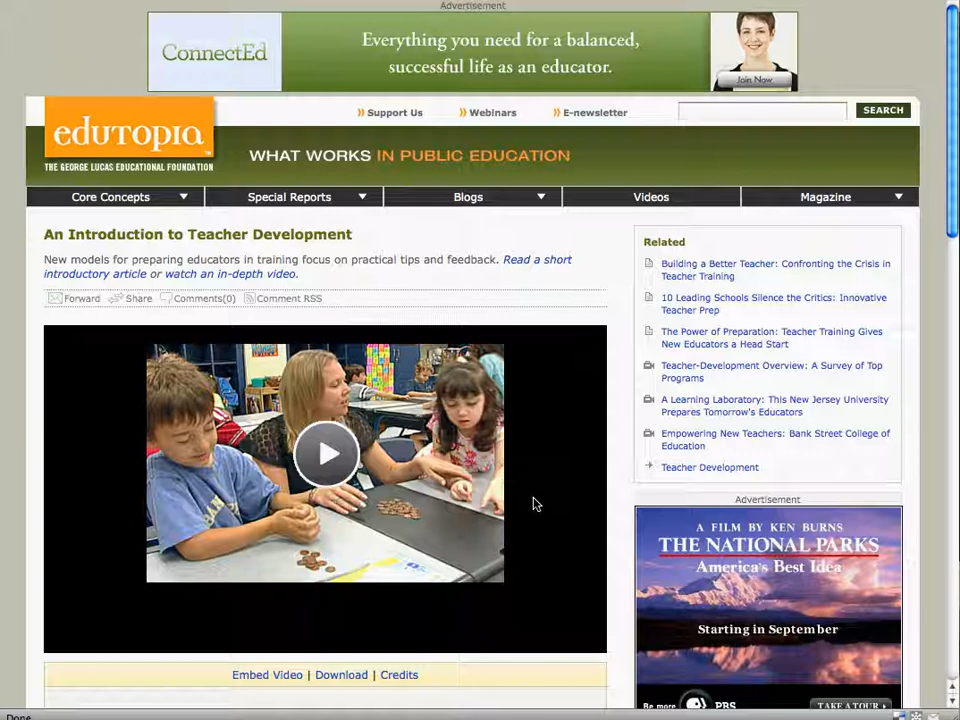 Advertisement
ConnectEd
Everything you need for a balanced,
successful life as an educator.
Join Now
Support Us
Webinars
E-newsletter
SEARCH
edutopia
THE GEORGE LUCAS EDUCATIONAL FOUNDATION
WHAT WORKS IN PUBLIC EDUCATION
Core Concepts
Special Reports
Blogs
Videos
Magazine
An Introduction to Teacher Development
New models for preparing educators in training focus on practical tips and feedback. Read a short
introductory article or watch an in-depth video.
Forward
Share
Comments(0)
Comment RSS
Embed Video | Download | Credits
Related
Building a Better Teacher: Confronting the Crisis in
Teacher Training
10 Leading Schools Silence the Critics: Innovative
Teacher Prep
The Power of Preparation: Teacher Training Gives
New Educators a Head Start
Teacher-Development Overview: A Survey of Top
Programs
A Learning Laboratory: This New Jersey University
Prepares Tomorrow's Educators
Empowering New Teachers: Bank Street College of
Education
Teacher Development
Advertisement
A FILM BY KEN BURNS
THE NATIONAL PARKS
America's Best Idea
Starting in September
Be more
PBS
TAKE A TOUR
Done